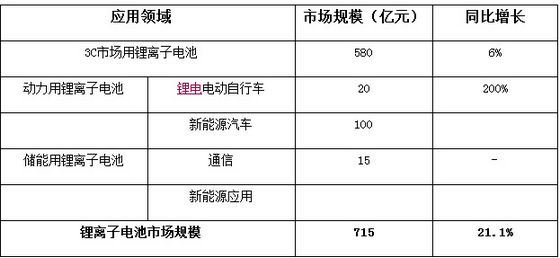 应用领域 市场规模（亿元） 同比增长
3C市场用锂离子电池 580 6%
动力用锂离子电池 锂电电动自行车 20 200%
新能源汽车 100
储能用锂离子电池 通信 15 -
新能源应用
锂离子电池市场规模 715 21.1%